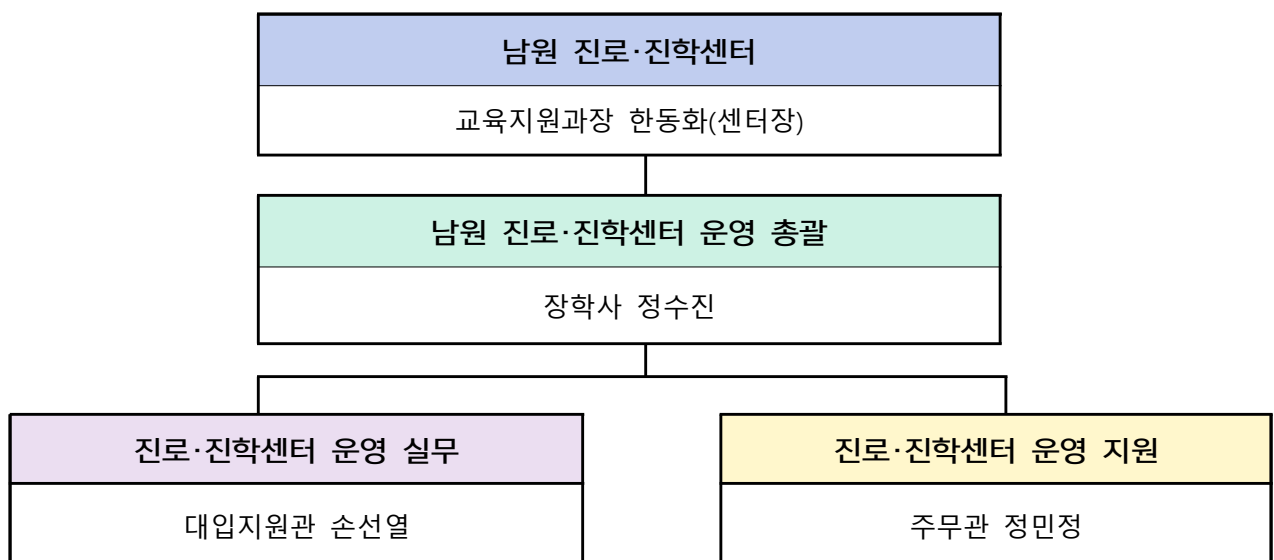 남원 진로·진학센터
교육지원과장 한동화(센터장)
남원 진로·진학센터 운영 총괄
장학사 정수진
진로·진학센터 운영 실무
대입지원관 손선열
진로·진학센터 운영 지원
주무관 정민정